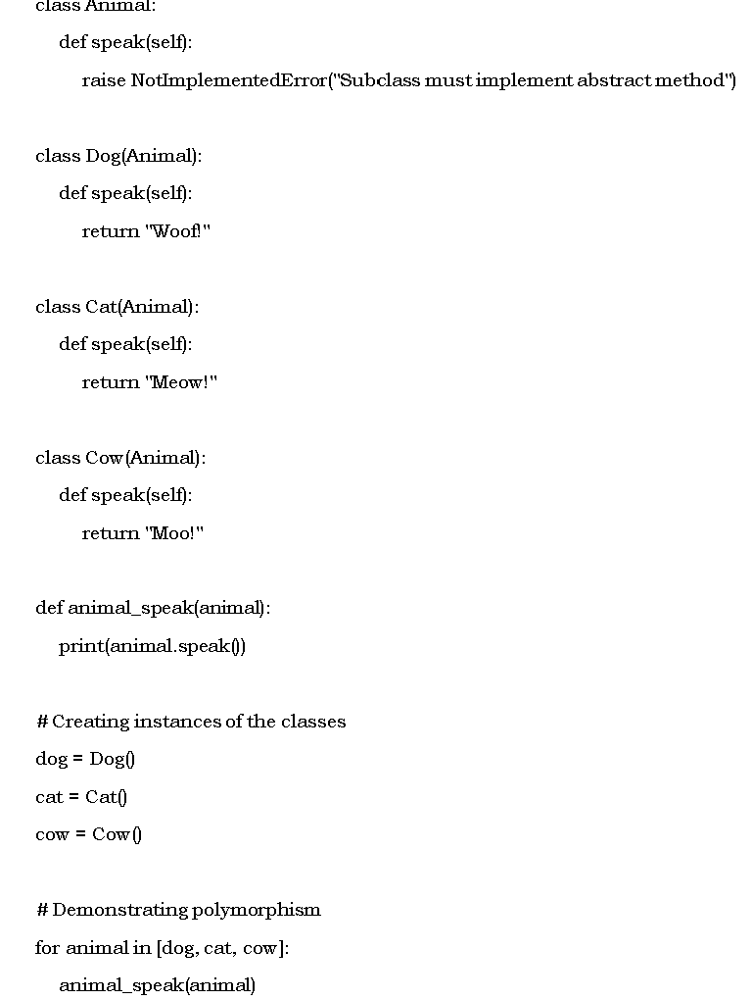 class Animal:
def speak(self):
raise NotImplementedError("Subclass must implement abstract method")
class Dog(Animal):
def speak(self):
return "Woof!"
class Cat(Animal):
def speak(self):
return "Meow!"
class Cow(Animal):
def speak(self):
return "Moo!"
def animal_speak(animal):
print(animal.speak())
# Creating instances of the classes
dog = Dog()
cat = Cat()
cow = Cow()
# Demonstrating polymorphism
for animal in [dog, cat, cow]:
animal_speak(animal)